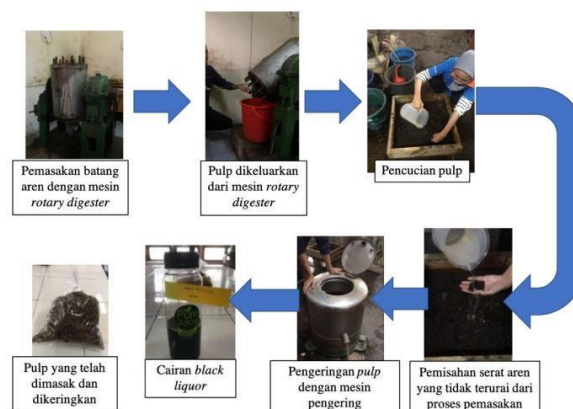 Pemasakan batang
aren dengan mesin
rotary digester
Pulp dikeluarkan
dari mesin rotary
digester
Pencucian pulp
Pemisahan serat aren
yang tidak terurai dari
proses pemasakan
Pengeringan pulp
dengan mesin
pengering
Cairan black
liquor
Pulp yang telah
dimasak dan
dikeringkan